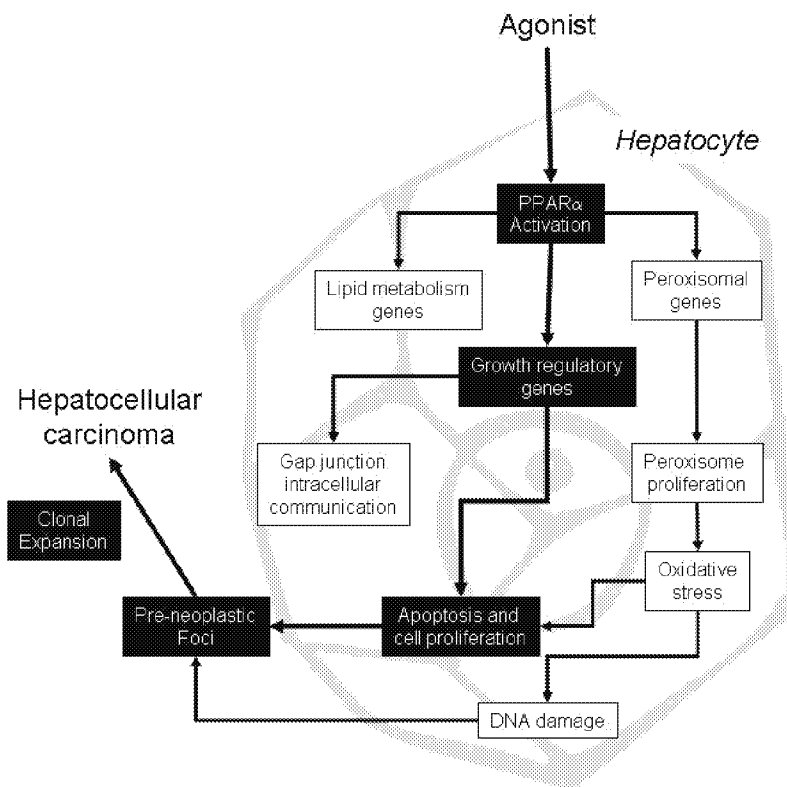 Agonist
Hepatocyte
PPARα
Activation
Lipid metabolism
genes
Peroxisomal
genes
Growth regulatory
genes
Hepatocellular
carcinoma
Gap junction
intracellular
communication
Peroxisome
proliferation
Clonal
Expansion
Oxidative
stress
Pre-neoplastic
Foci
Apoptosis and
cell proliferation
DNA damage